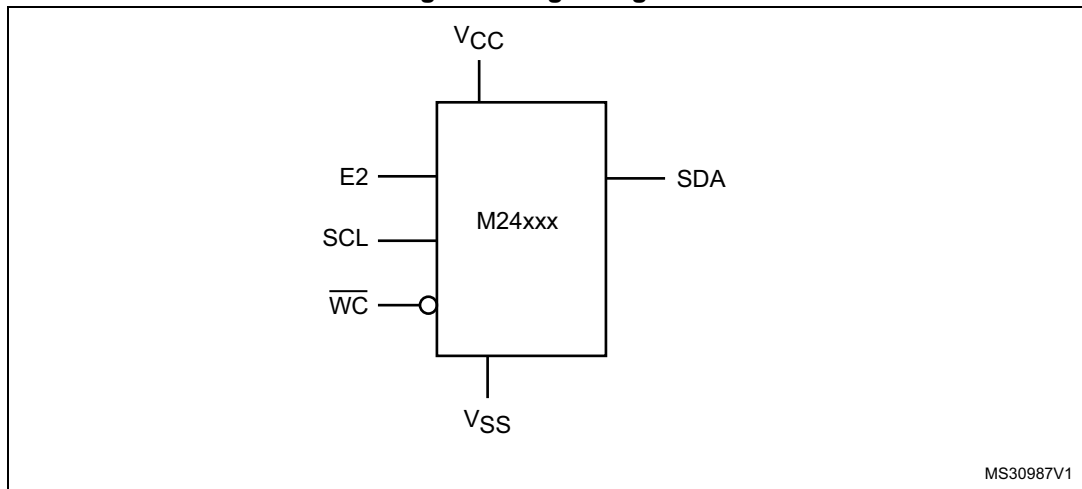 VCC
E2
SDA
M24xxx
SCL
WC
VSS
MS30987V1